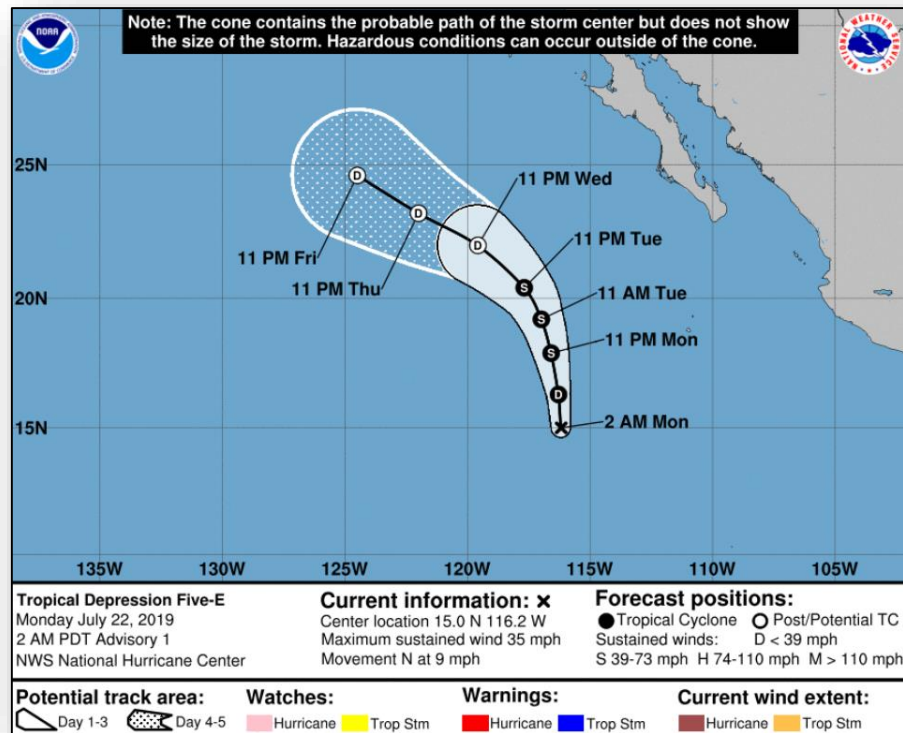 Note: The cone contains the probable path of the storm center but does not show
the size of the storm. Hazardous conditions can occur outside of the cone.
NOAA
NATIONAL WEATHER SERVICE
25N
20N
15N
11 PM Wed
D
D
D
11 PM Tue
11 PM Fri
11 PM Thu
S
11 AM Tue
S
11 PM Mon
S
D
2 AM Mon
135W 130W 125W 120W 115W 110W 105W
Tropical Depression Five-E
Monday July 22, 2019
2 AM PDT Advisory 1
NWS National Hurricane Center
Current information: ×
Center location 15.0 N 116.2 W
Maximum sustained wind 35 mph
Movement N at 9 mph
Forecast positions:
● Tropical Cyclone ○ Post/Potential TC
Sustained winds: D < 39 mph
S 39-73 mph H 74-110 mph M > 110 mph
Potential track area:
Day 1-3 Day 4-5
Watches:
Hurricane Trop Stm
Warnings:
Hurricane Trop Stm
Current wind extent:
Hurricane Trop Stm